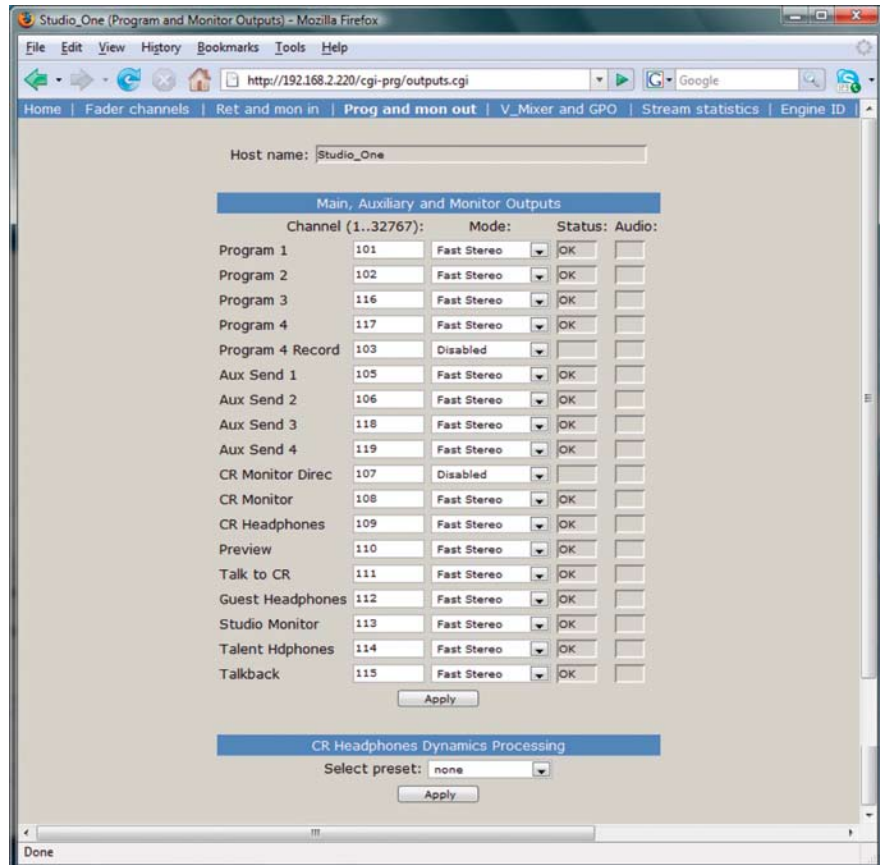 Studio_One (Program and Monitor Outputs) - Mozilla Firefox
File Edit View History Bookmarks Tools Help
http://192.168.2.220/cgi-prg/outputs.cgi G Google
Home | Fader channels | Ret and mon in | Prog and mon out | V_Mixer and GPO | Stream statistics | Engine ID |
Host name: Studio_One
Main, Auxiliary and Monitor Outputs
Channel (1..32767): Mode: Status: Audio:
Program 1 101 Fast Stereo OK
Program 2 102 Fast Stereo OK
Program 3 116 Fast Stereo OK
Program 4 117 Fast Stereo OK
Program 4 Record 103 Disabled
Aux Send 1 105 Fast Stereo OK
Aux Send 2 106 Fast Stereo OK
Aux Send 3 118 Fast Stereo OK
Aux Send 4 119 Fast Stereo OK
CR Monitor Direc 107 Disabled
CR Monitor 108 Fast Stereo OK
CR Headphones 109 Fast Stereo OK
Preview 110 Fast Stereo OK
Talk to CR 111 Fast Stereo OK
Guest Headphones 112 Fast Stereo OK
Studio Monitor 113 Fast Stereo OK
Talent Hdphones 114 Fast Stereo OK
Talkback 115 Fast Stereo OK
Apply
CR Headphones Dynamics Processing
Select preset: none
Apply
Done